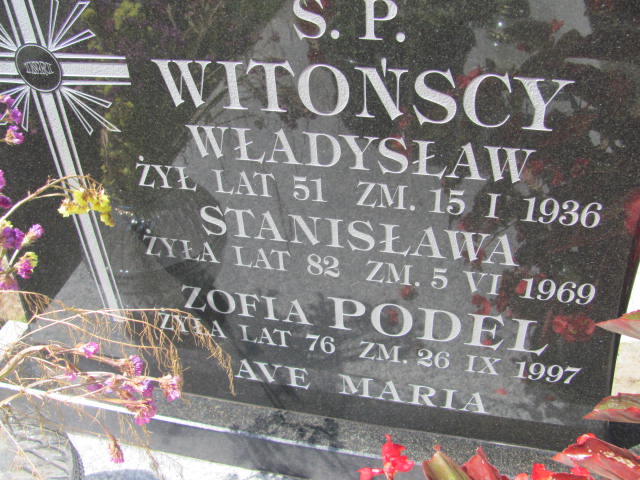 Ś. P.
INRI
WITOŃSCY
WŁADYSŁAW
ŻYŁ LAT 51 ZM. 15 I 1936
STANISŁAWA
ŻYŁA LAT 82 ZM. 5 VI 1969
ZOFIA PODEL
ŻYŁA LAT 76 ZM. 26 IX 1997
AVE MARIA